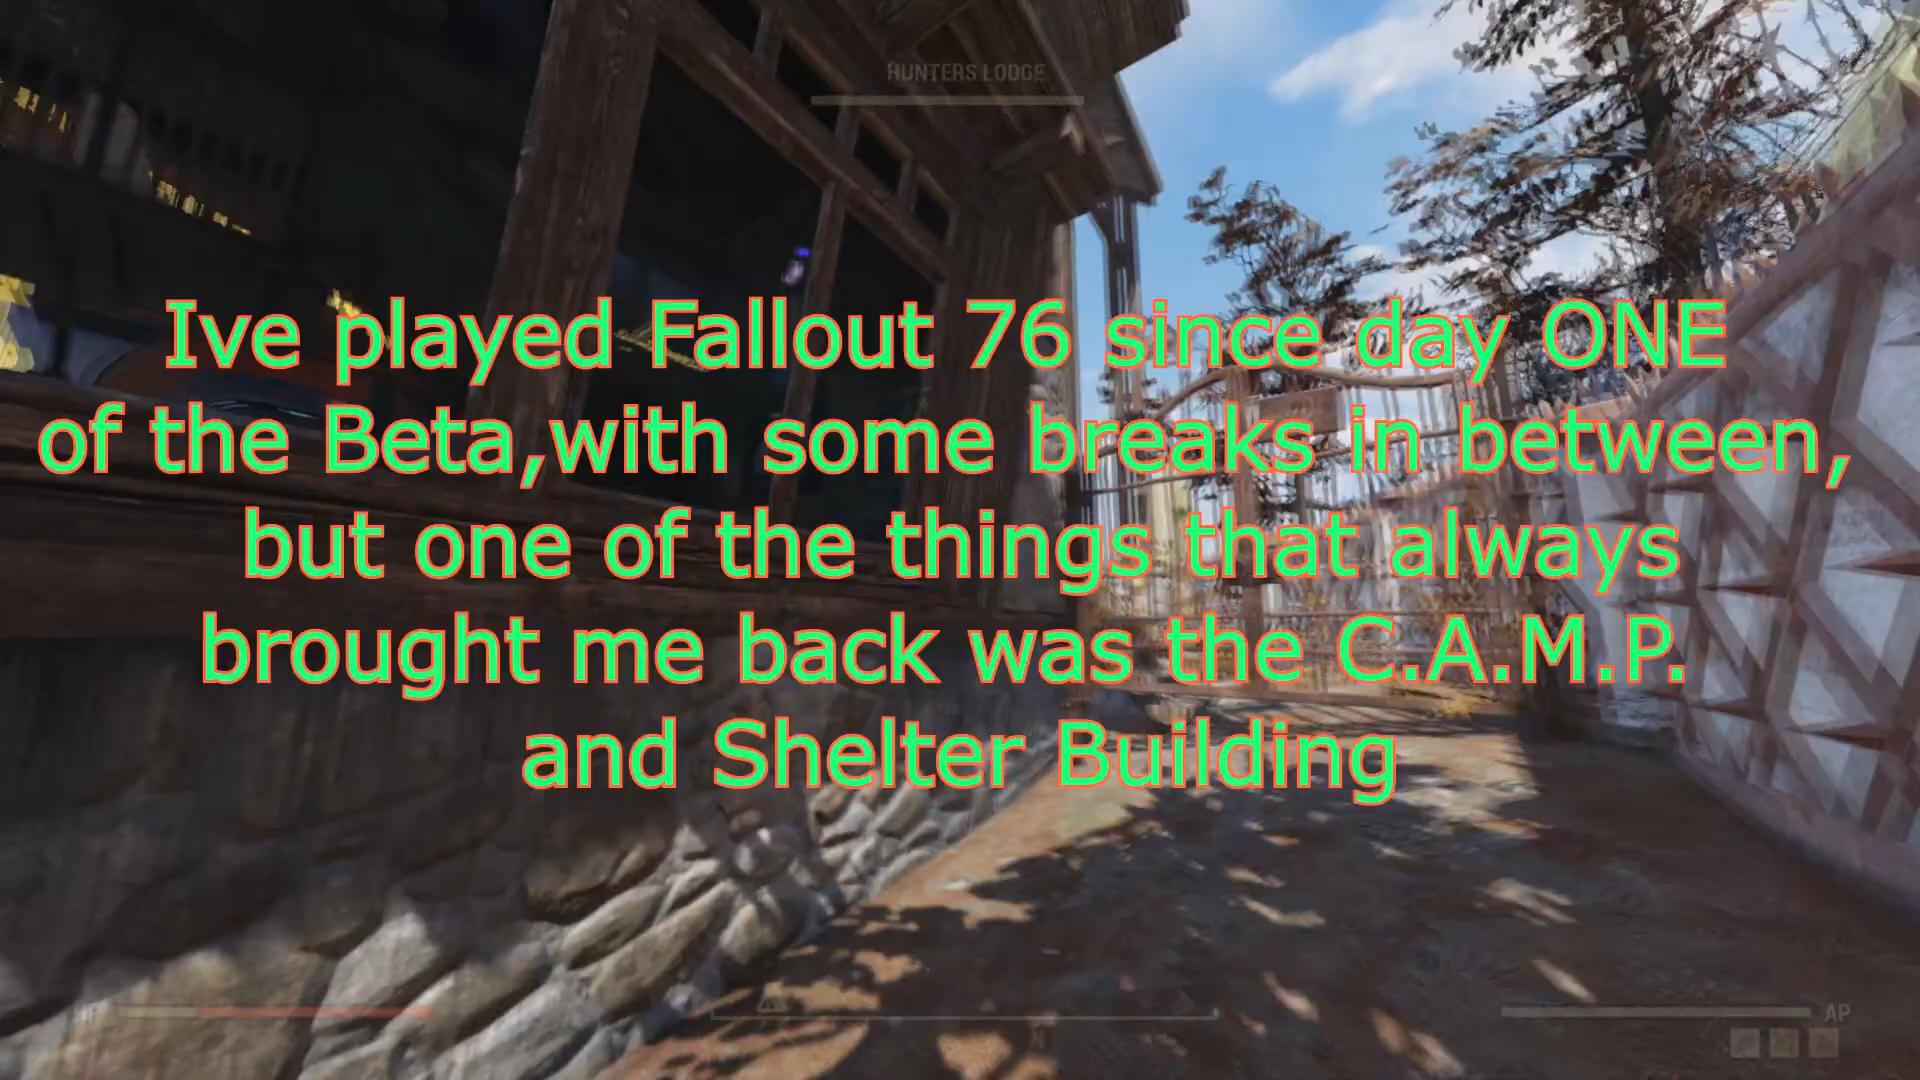 HUNTERS LODGE
Ive played Fallout 76 since day ONE
of the Beta,with some breaks in between,
but one of the things that always
brought me back was the C.A.M.P.
and Shelter Building
HP
AP